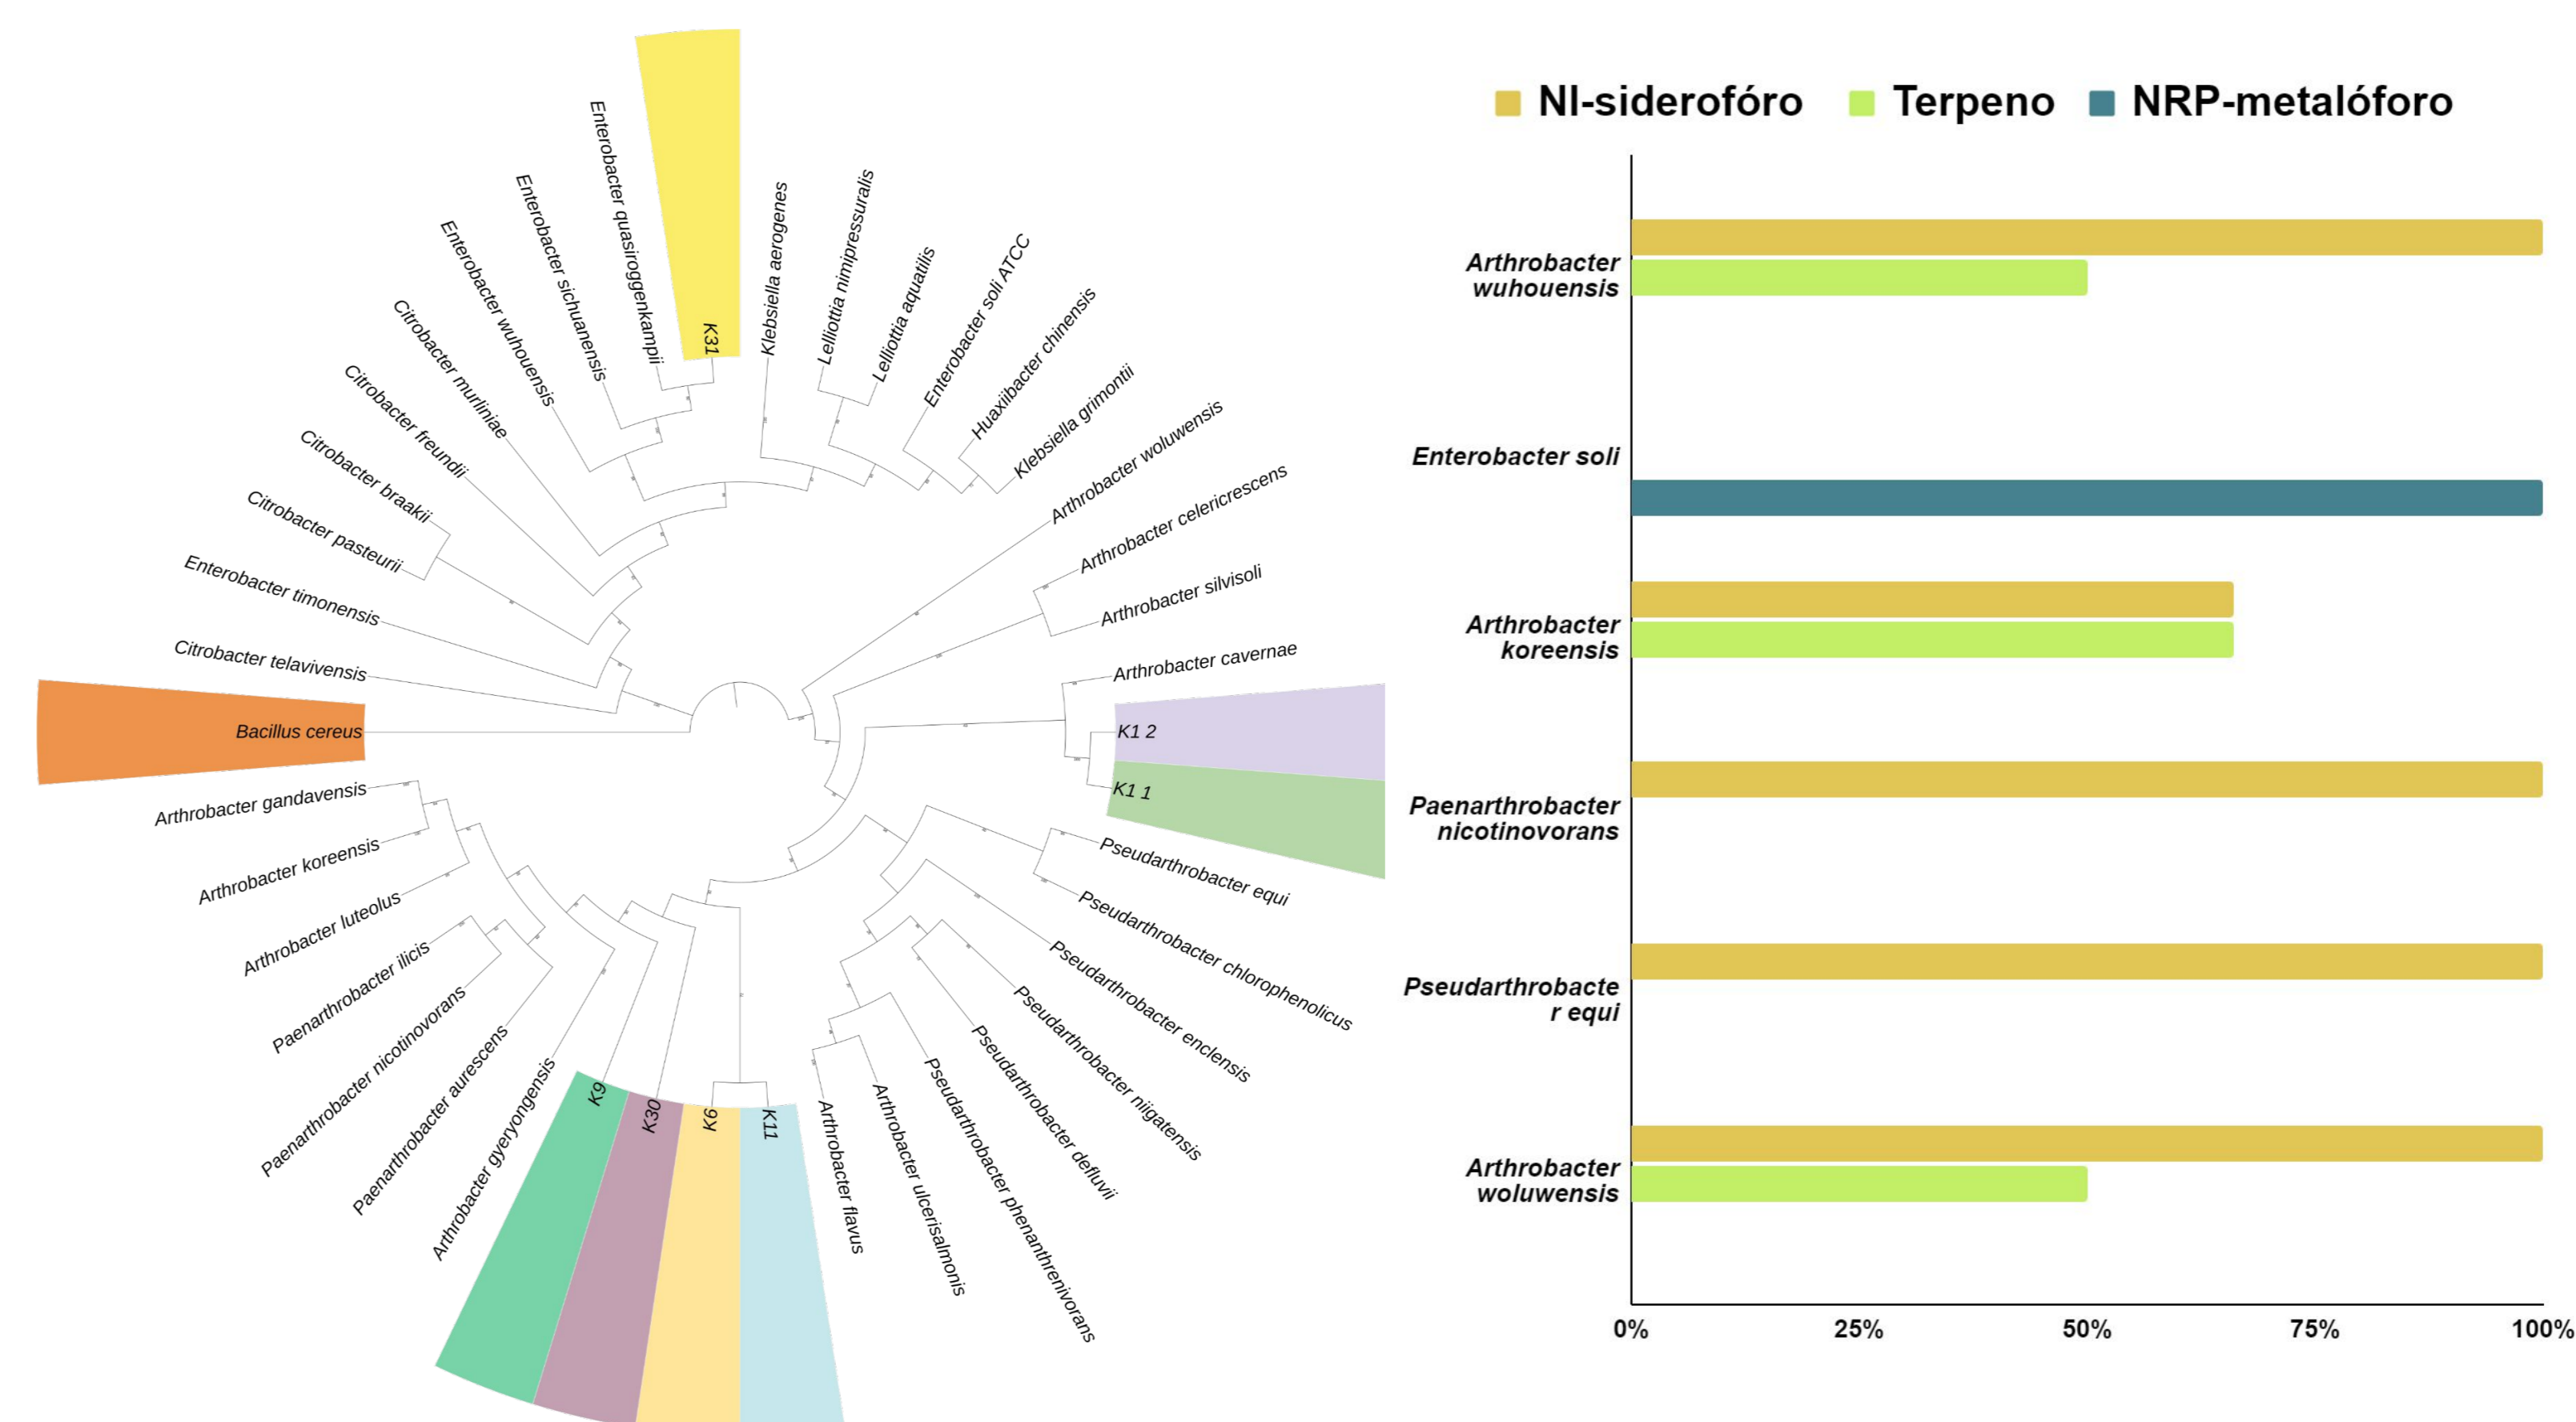 K31
Enterobacter quasiroggenkampii
Enterobacter sichuanensis
Enterobacter wuhouensis
Citrobacter murliniae
Citrobacter freundii
Citrobacter braakii
Citrobacter pasteurii
Enterobacter timonensis
Citrobacter telavivensis
Bacillus cereus
Arthrobacter gandavensis
Arthrobacter koreensis
Arthrobacter luteolus
Paenarthrobacter ilicis
Paenarthrobacter nicotinovorans
Paenarthrobacter aurescens
Arthrobacter gyeryongensis
K9
K30
K6
K11
Arthrobacter flavus
Arthrobacter ulcerisalmonis
Pseudarthrobacter phenanthrenivorans
Pseudarthrobacter defluvii
Pseudarthrobacter niigatensis
Pseudarthrobacter enclensis
Pseudarthrobacter chlorophenolicus
Pseudarthrobacter equi
K1 1
K1 2
Arthrobacter cavernae
Arthrobacter silvisoli
Arthrobacter celericrescens
Arthrobacter woluwensis
Klebsiella grimontii
Huaxiibacter chinensis
Enterobacter soli ATCC
Lelliottia aquatilis
Lelliottia nimipressuralis
Klebsiella aerogenes
NI-siderofóro Terpeno NRP-metalóforo
Arthrobacter
wuhouensis
Enterobacter soli
Arthrobacter
koreensis
Paenarthrobacter
nicotinovorans
Pseudarthrobacte
r equi
Arthrobacter
woluwensis
0% 25% 50% 75% 100%